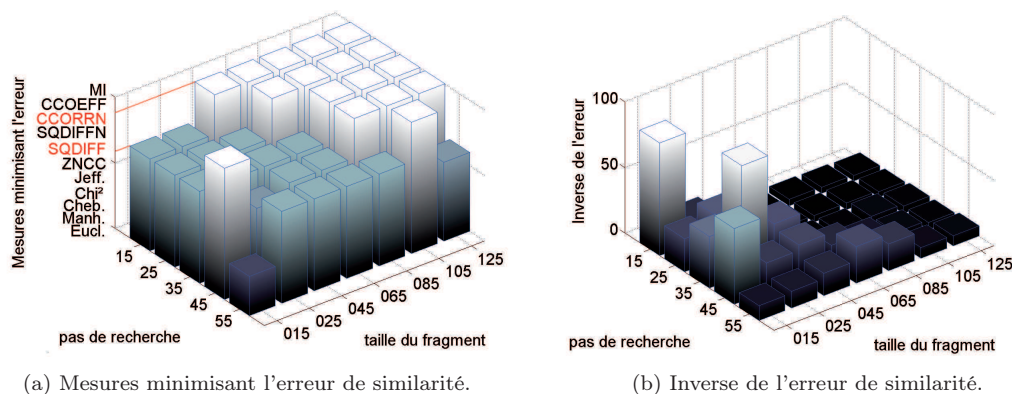 Mesures minimisant l'erreur
MI
CCOEFF
CCORRN
SQDIFFN
SQDIFF
ZNCC
Jeff.
Chi²
Cheb.
Manh.
Eucl.
15
25
35
45
55
pas de recherche
015
025
045
065
085
105
125
taille du fragment
(a) Mesures minimisant l'erreur de similarité.
Inverse de l'erreur
100
50
0
15
25
35
45
55
pas de recherche
015
025
045
065
085
105
125
taille du fragment
(b) Inverse de l'erreur de similarité.